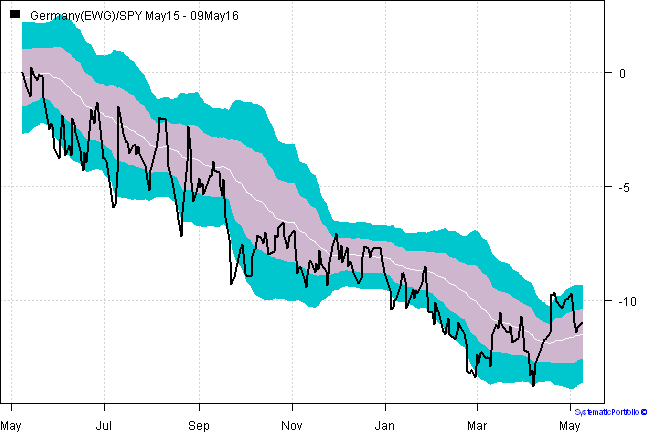 Germany(EWG)/SPY May15 - 09May16
0
-5
-10
SystematicPortfolio ©
May Jul Sep Nov Jan Mar May